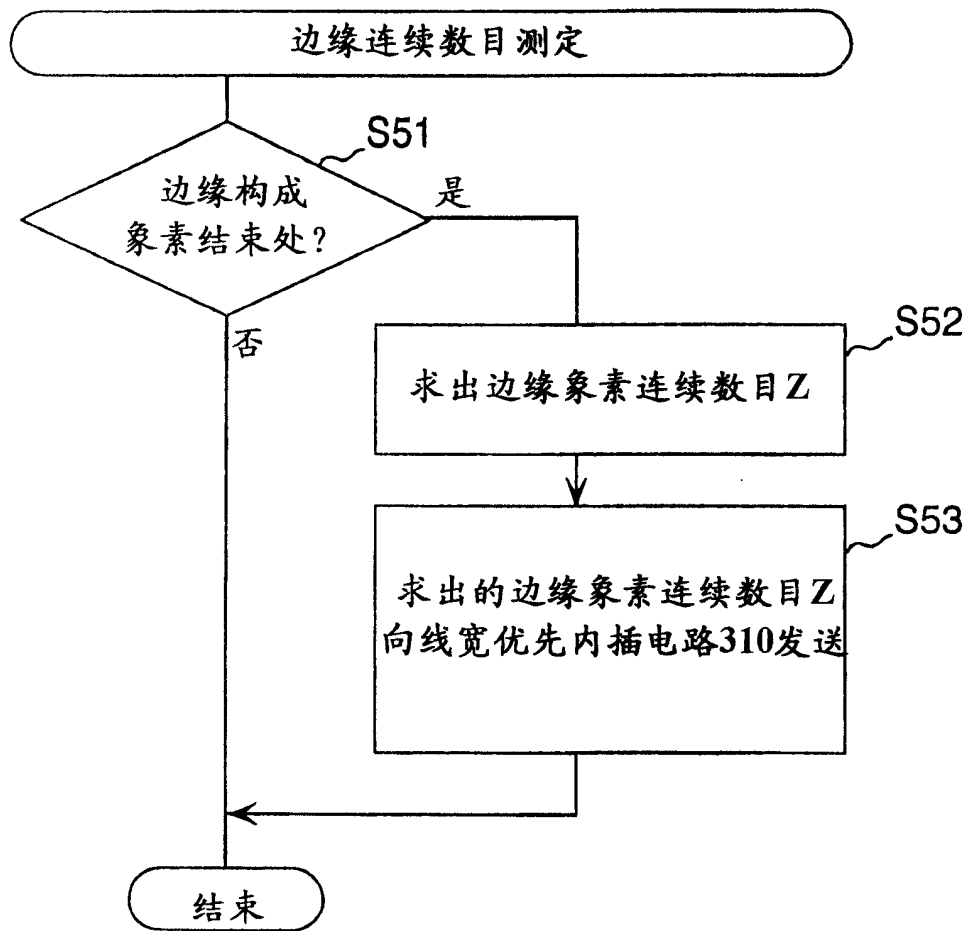 边缘连续数目测定
S51
边缘构成
象素结束处?
是
否
S52
求出边缘象素连续数目Z
S53
求出的边缘象素连续数目Z
向线宽优先内插电路310发送
结束